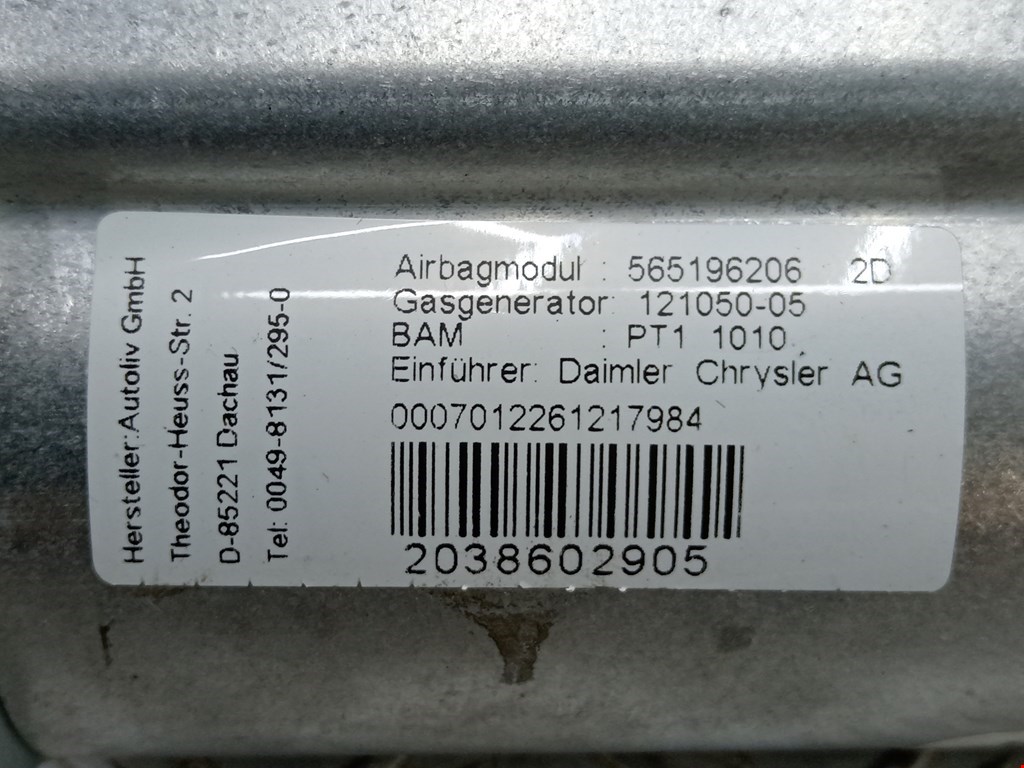 Hersteller:Autoliv GmbH
Theodor-Heuss-Str. 2
D-85221 Dachau
Tel: 0049-8131/295-0
Airbagmodul : 565196206 2D
Gasgenerator: 121050-05
BAM : PT1 1010
Einführer: Daimler Chrysler AG
0007012261217984
2038602905